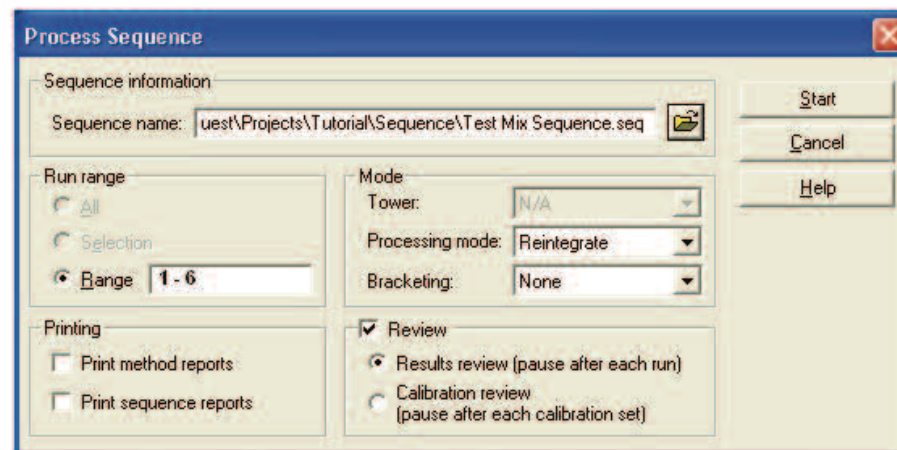 Process Sequence
Sequence information
Sequence name: uest\Projects\Tutorial\Sequence\Test Mix Sequence.seq
Start
Cancel
Help
Run range
All
Selection
Range 1 - 6
Mode
Tower: N/A
Processing mode: Reintegrate
Bracketing: None
Printing
Print method reports
Print sequence reports
Review
Results review (pause after each run)
Calibration review
(pause after each calibration set)